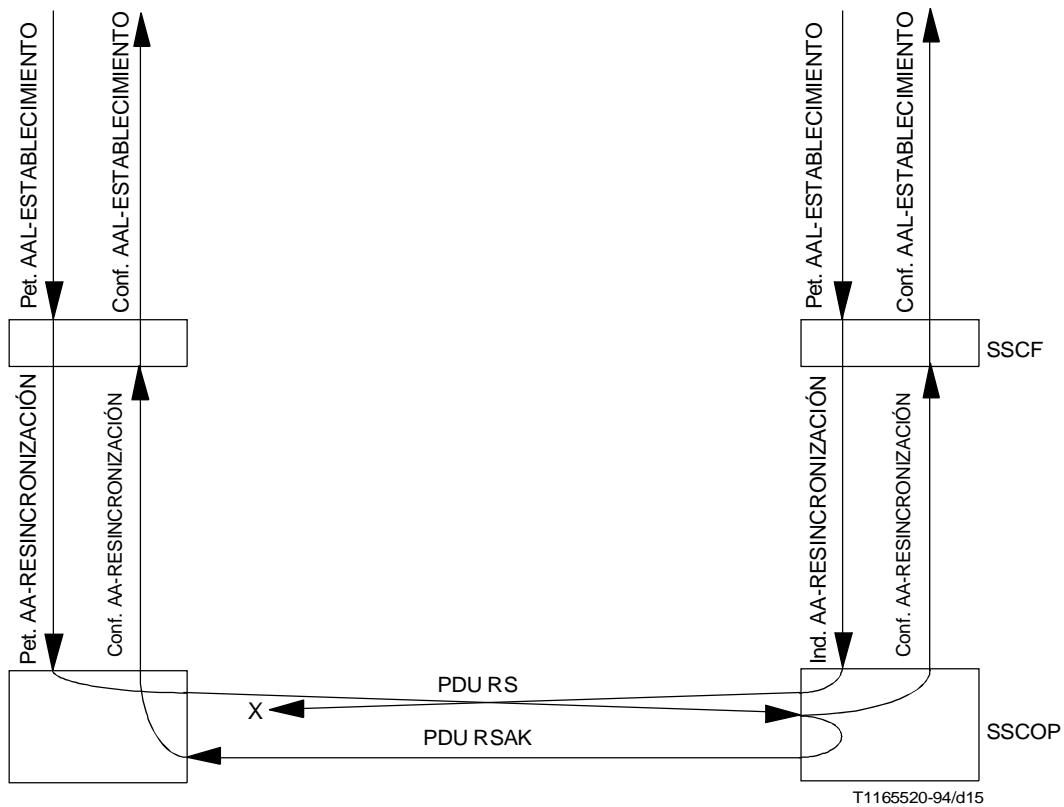 Pet. AAL-ESTABLECIMIENTO
Conf. AAL-ESTABLECIMIENTO
Pet. AAL-ESTABLECIMIENTO
Conf. AAL-ESTABLECIMIENTO
SSCF
Pet. AA-RESINCRONIZACIÓN
Conf. AA-RESINCRONIZACIÓN
Ind. AA-RESINCRONIZACIÓN
Conf. AA-RESINCRONIZACIÓN
PDU RS
X
PDU RSAK
SSCOP
T1165520-94/d15